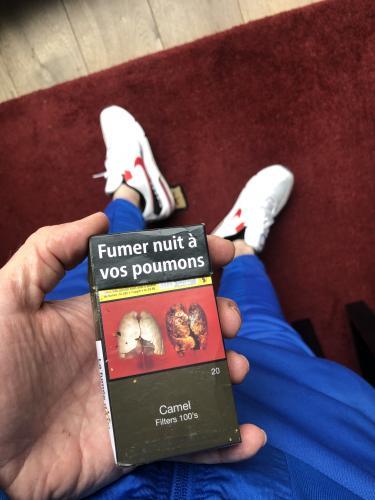 Fumer nuit à
vos poumons
20
Camel
Filters 100's